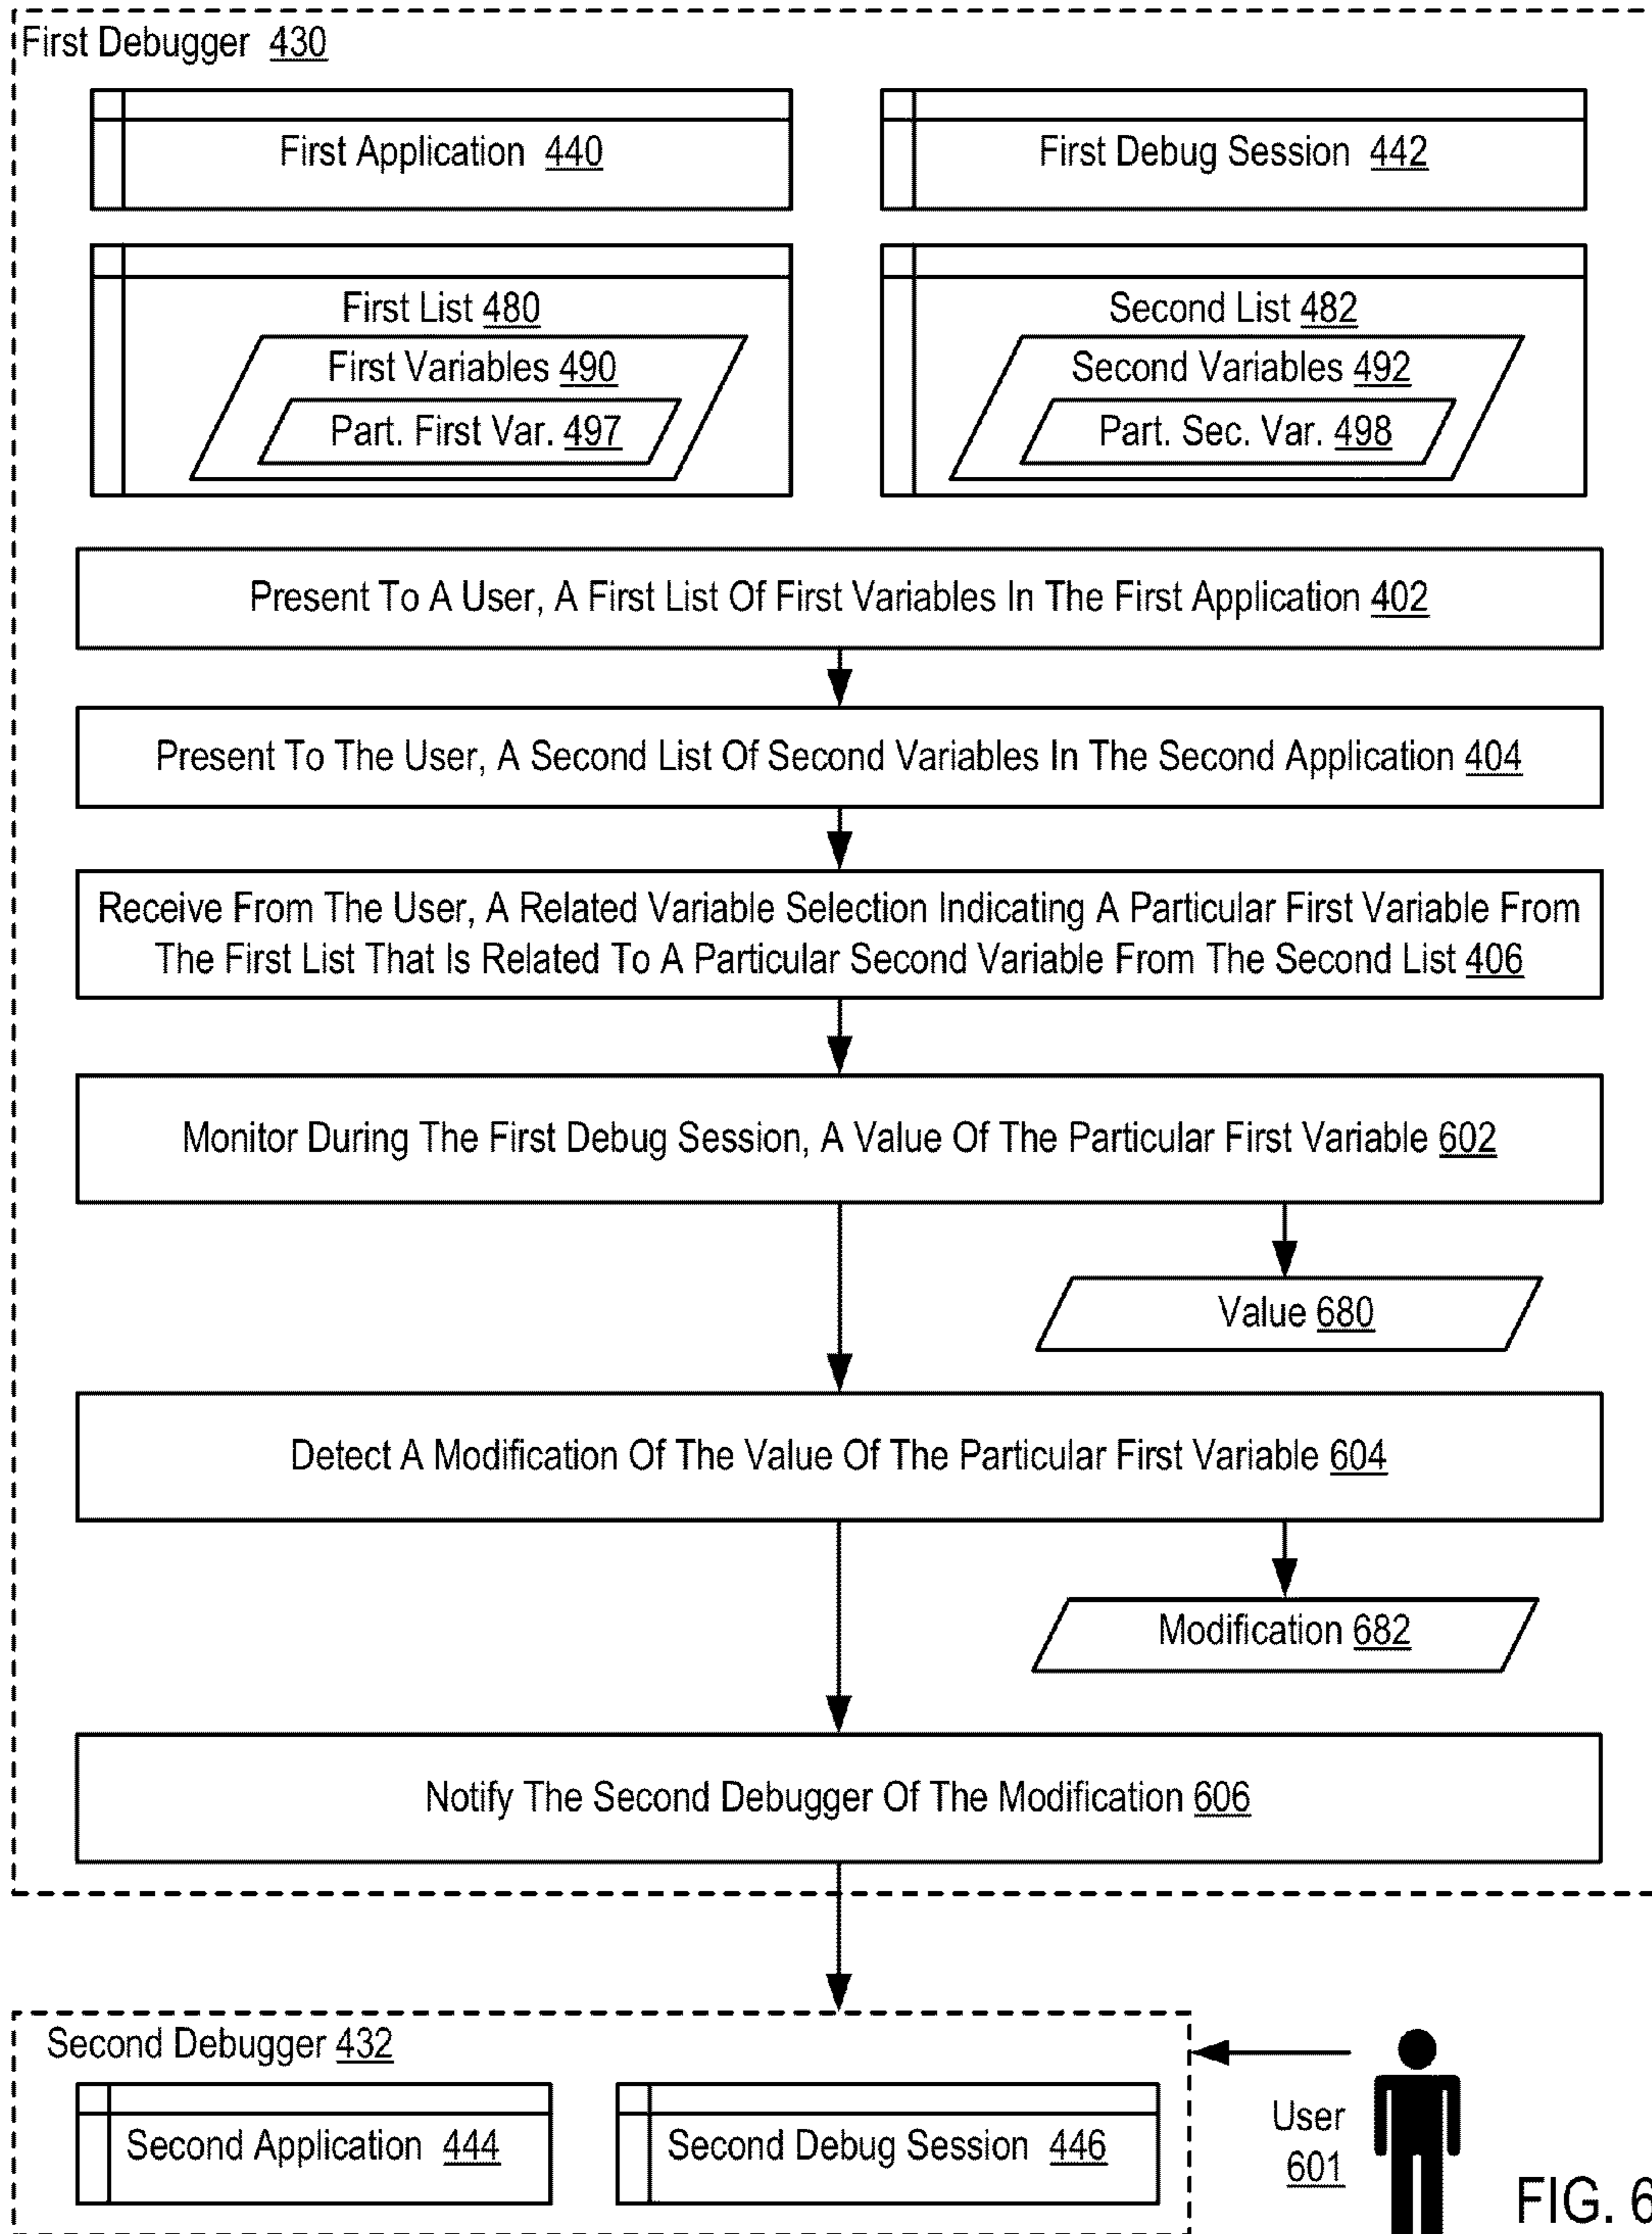 First Debugger 430
First Application 440
First Debug Session 442
First List 480
First Variables 490
Part. First Var. 497
Second List 482
Second Variables 492
Part. Sec. Var. 498
Present To A User, A First List Of First Variables In The First Application 402
Present To The User, A Second List Of Second Variables In The Second Application 404
Receive From The User, A Related Variable Selection Indicating A Particular First Variable From
The First List That Is Related To A Particular Second Variable From The Second List 406
Monitor During The First Debug Session, A Value Of The Particular First Variable 602
Value 680
Detect A Modification Of The Value Of The Particular First Variable 604
Modification 682
Notify The Second Debugger Of The Modification 606
Second Debugger 432
Second Application 444
Second Debug Session 446
User
601
FIG. 6